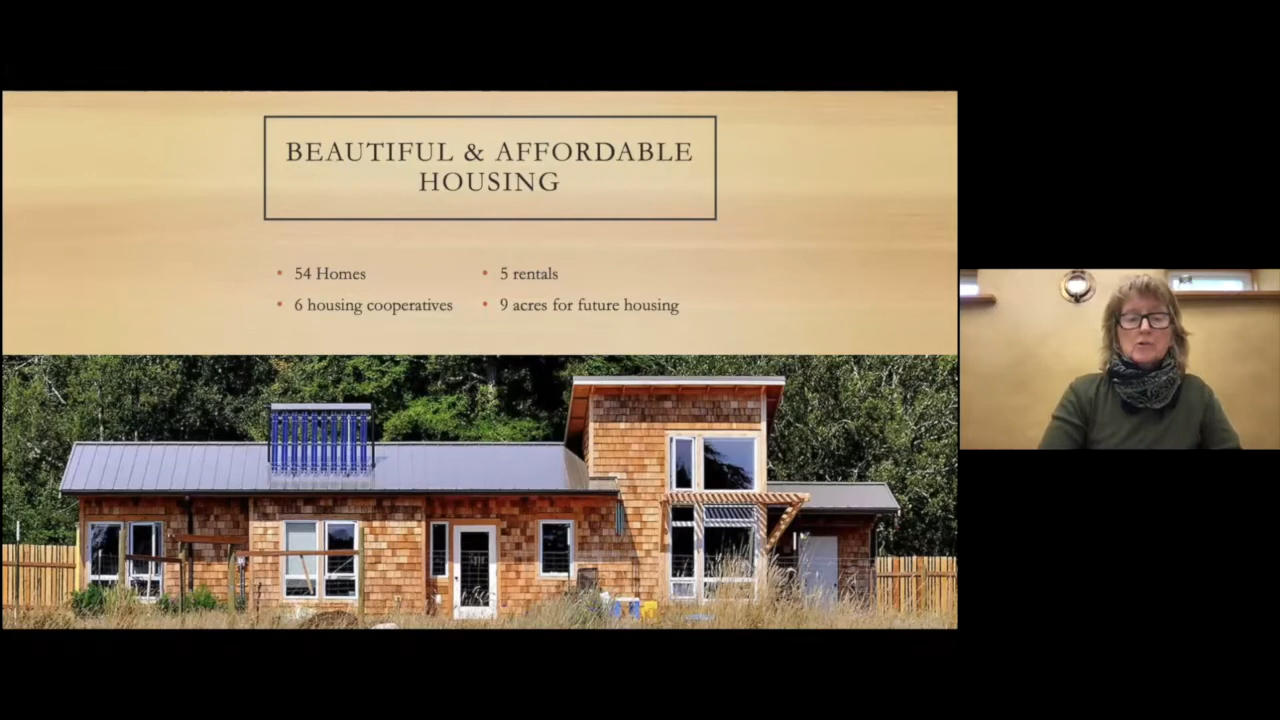 BEAUTIFUL & AFFORDABLE
HOUSING
• 54 Homes
• 6 housing cooperatives
• 5 rentals
• 9 acres for future housing